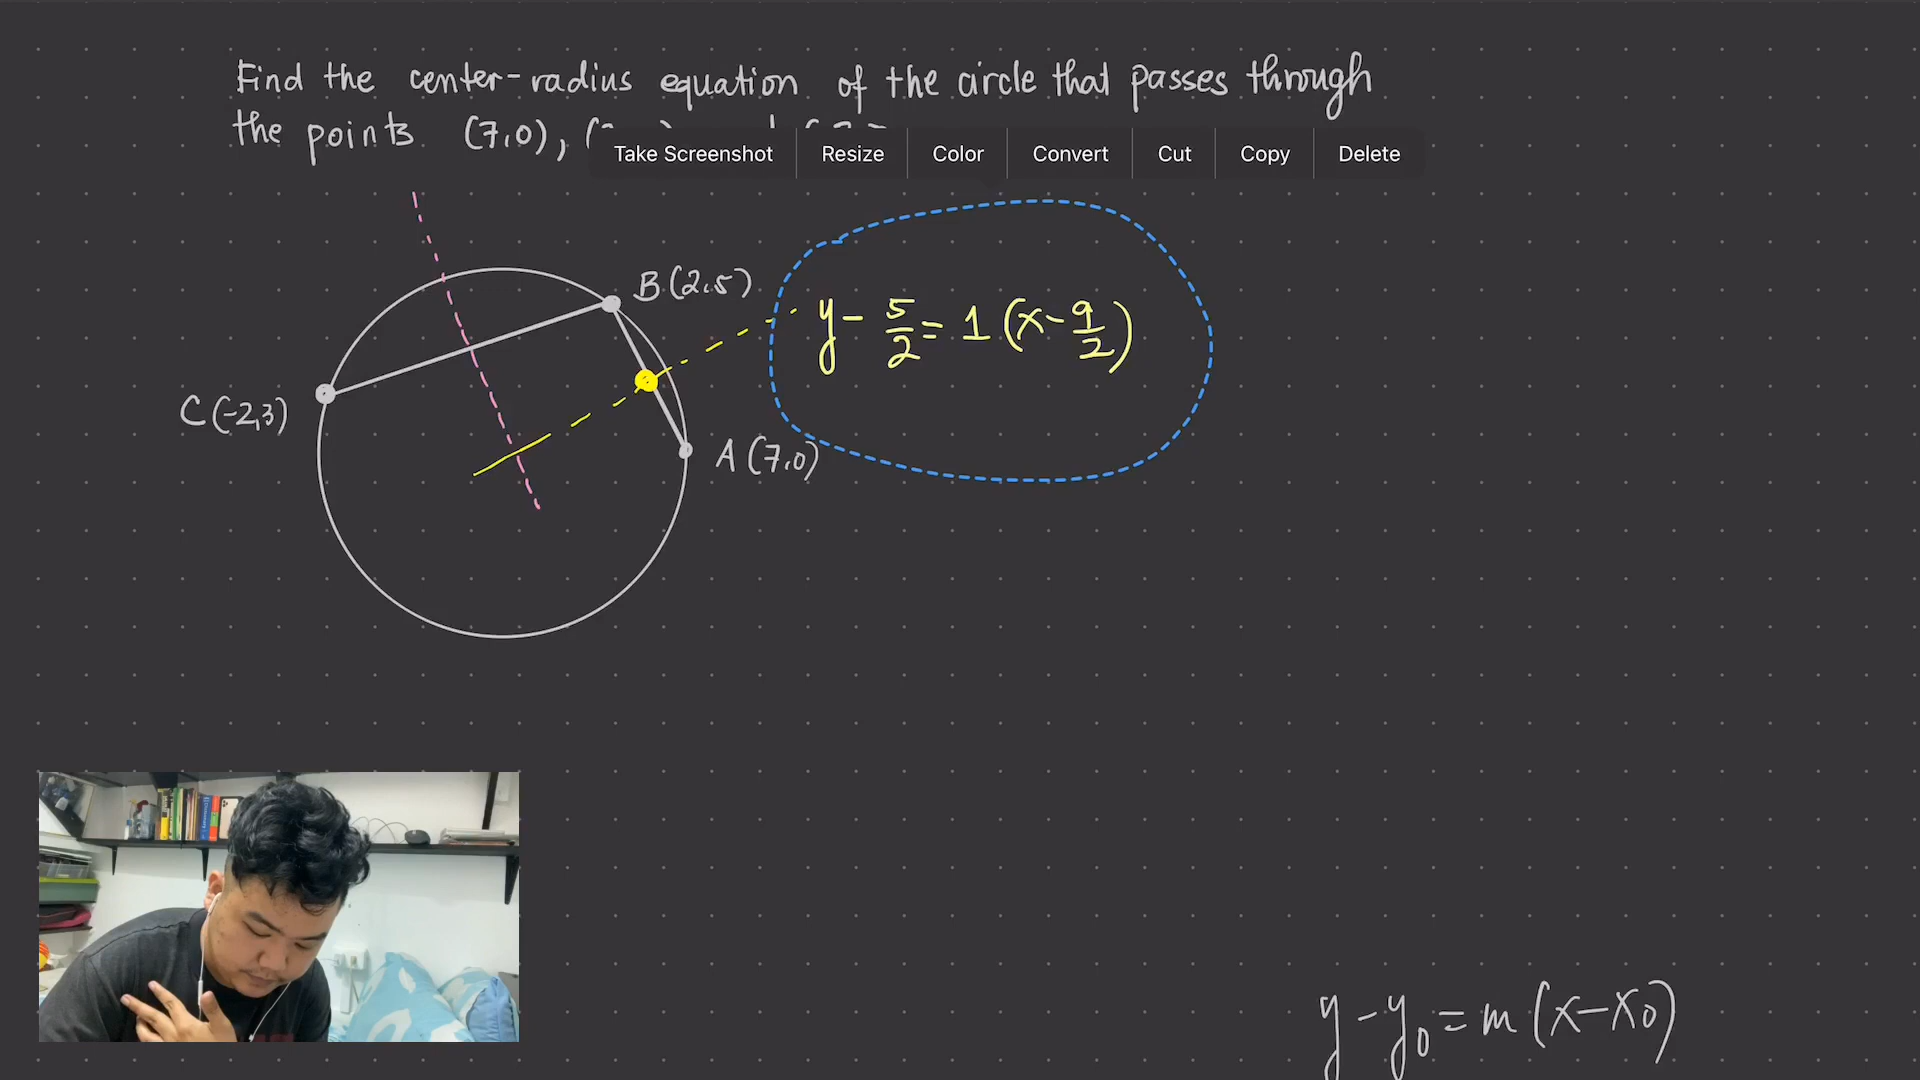 Find the center-radius equation of the circle that passes through
the points (7,0), (
Take Screenshot Resize Color Convert Cut Copy Delete
B(2,5)
y - 5/2 = 1 (x - 9/2)
C(-2,3)
A(7,0)
y - y₀ = m (x - x₀)